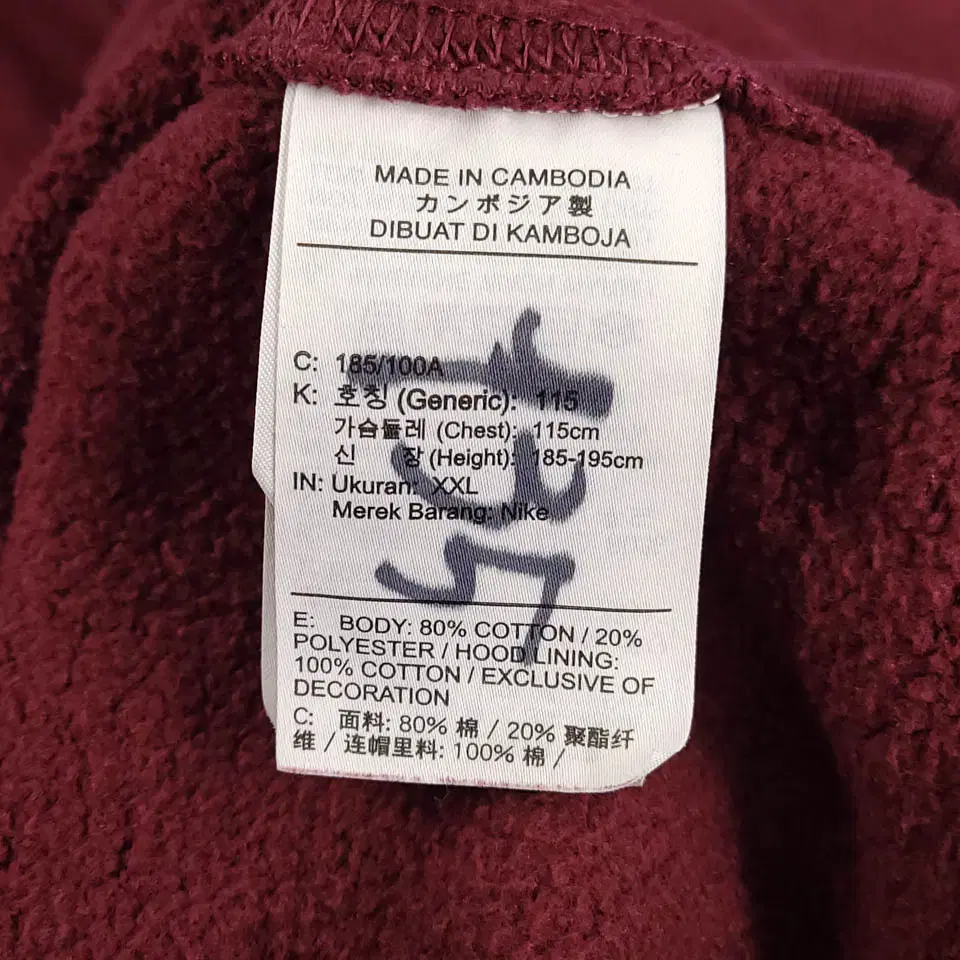 MADE IN CAMBODIA
カンボジア製
DIBUAT DI KAMBOJA
C: 185/100A
K: 호칭 (Generic): 115
가슴둘레 (Chest): 115cm
신 장 (Height): 185-195cm
IN: Ukuran: XXL
Merek Barang: Nike
E: BODY: 80% COTTON / 20%
POLYESTER / HOOD LINING:
100% COTTON / EXCLUSIVE OF
DECORATION
C: 面料: 80% 棉 / 20% 聚酯纤
维 / 连帽里料: 100% 棉 /